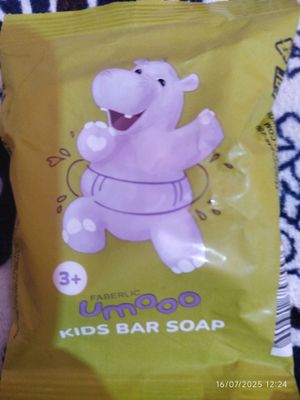 3+
FABERLIC
umooo
KIDS BAR SOAP
16/07/2025 12:24